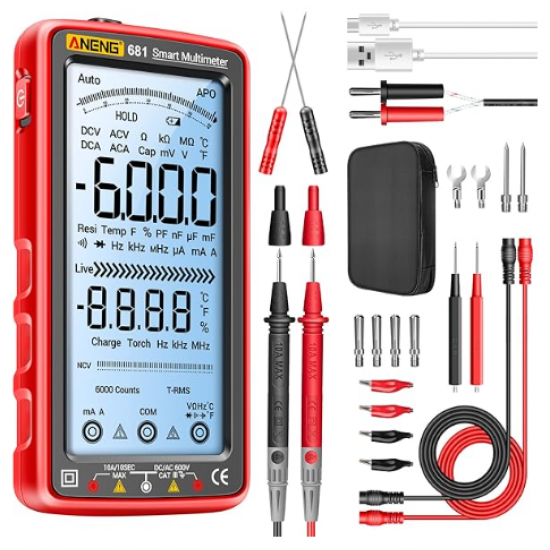 ANENG 681 Smart Multimeter
Auto
APO
HOLD
DCV ACV Ω kΩ MΩ °C
DCA ACA Cap mV V °F
-6.0.0.0
Resi Temp F % PF nF µF mF
Hz kHz MHz µA mA A
Live
-8.8.8.8 °C
°F
%
Charge Torch Hz kHz MHz
NCV
6000 Counts T-RMS
mA A COM VΩHz°C
°F
10A/10SEC
MAX
DC/AC 600V
CAT III
CE
10A MAX